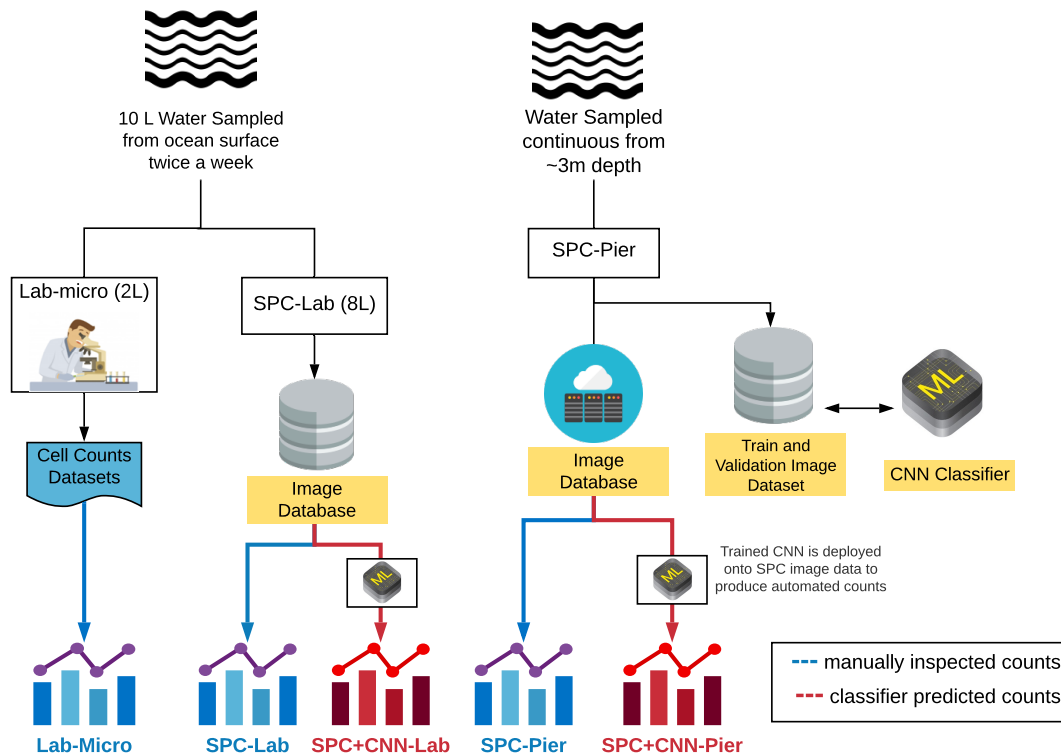 10 L Water Sampled
from ocean surface
twice a week
Water Sampled
continuous from
~3m depth
SPC-Pier
Lab-micro (2L)
SPC-Lab (8L)
ML
Cell Counts
Datasets
Image
Database
Image
Database
Train and
Validation Image
Dataset
CNN Classifier
ML
ML
Trained CNN is deployed
onto SPC image data to
produce automated counts
manually inspected counts
classifier predicted counts
Lab-Micro
SPC-Lab
SPC+CNN-Lab
SPC-Pier
SPC+CNN-Pier